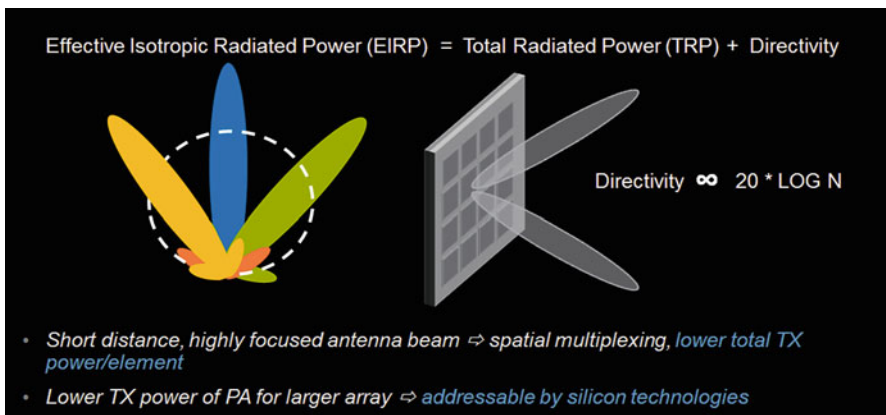 Effective Isotropic Radiated Power (EIRP) = Total Radiated Power (TRP) + Directivity
Directivity ∞ 20 * LOG N
• Short distance, highly focused antenna beam ⇨ spatial multiplexing, lower total TX
power/element
• Lower TX power of PA for larger array ⇨ addressable by silicon technologies